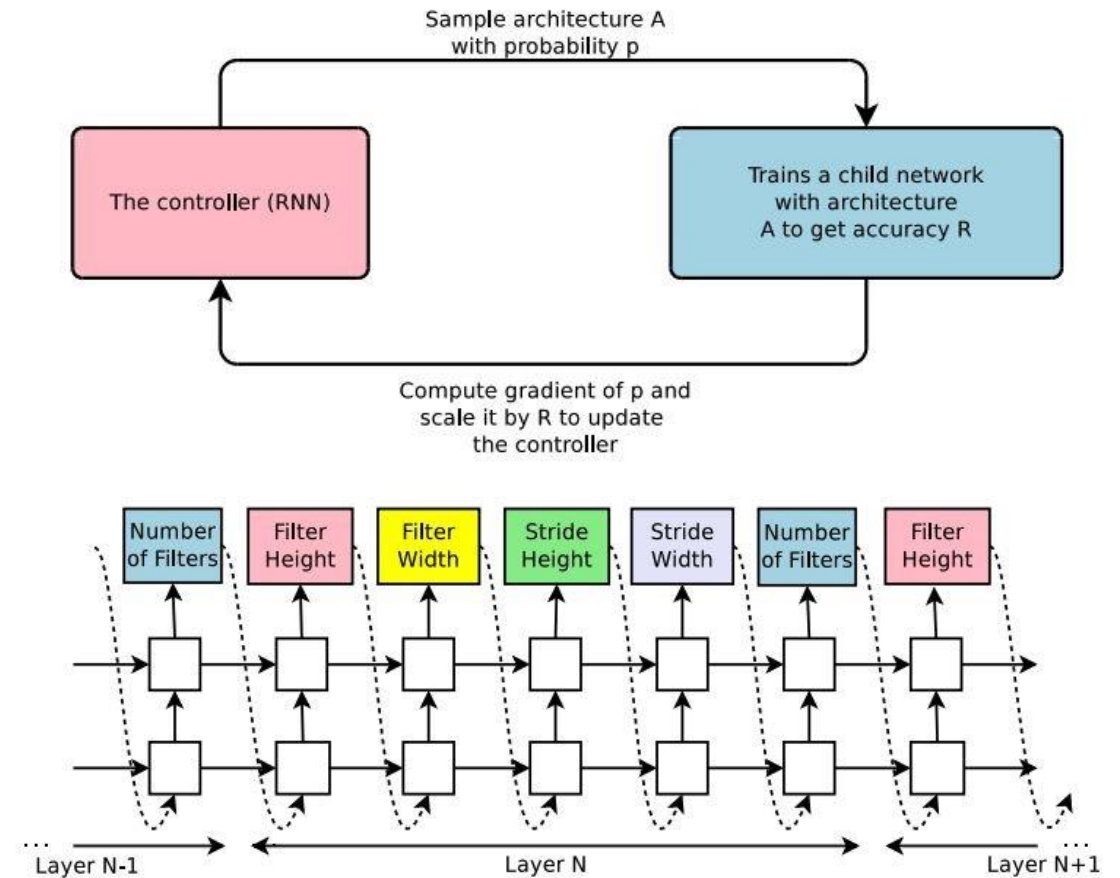 Sample architecture A
with probability p
The controller (RNN)
Trains a child network
with architecture
A to get accuracy R
Compute gradient of p and
scale it by R to update
the controller
Number
of Filters
Filter
Height
Filter
Width
Stride
Height
Stride
Width
Number
of Filters
Filter
Height
...
Layer N-1
Layer N
...
Layer N+1